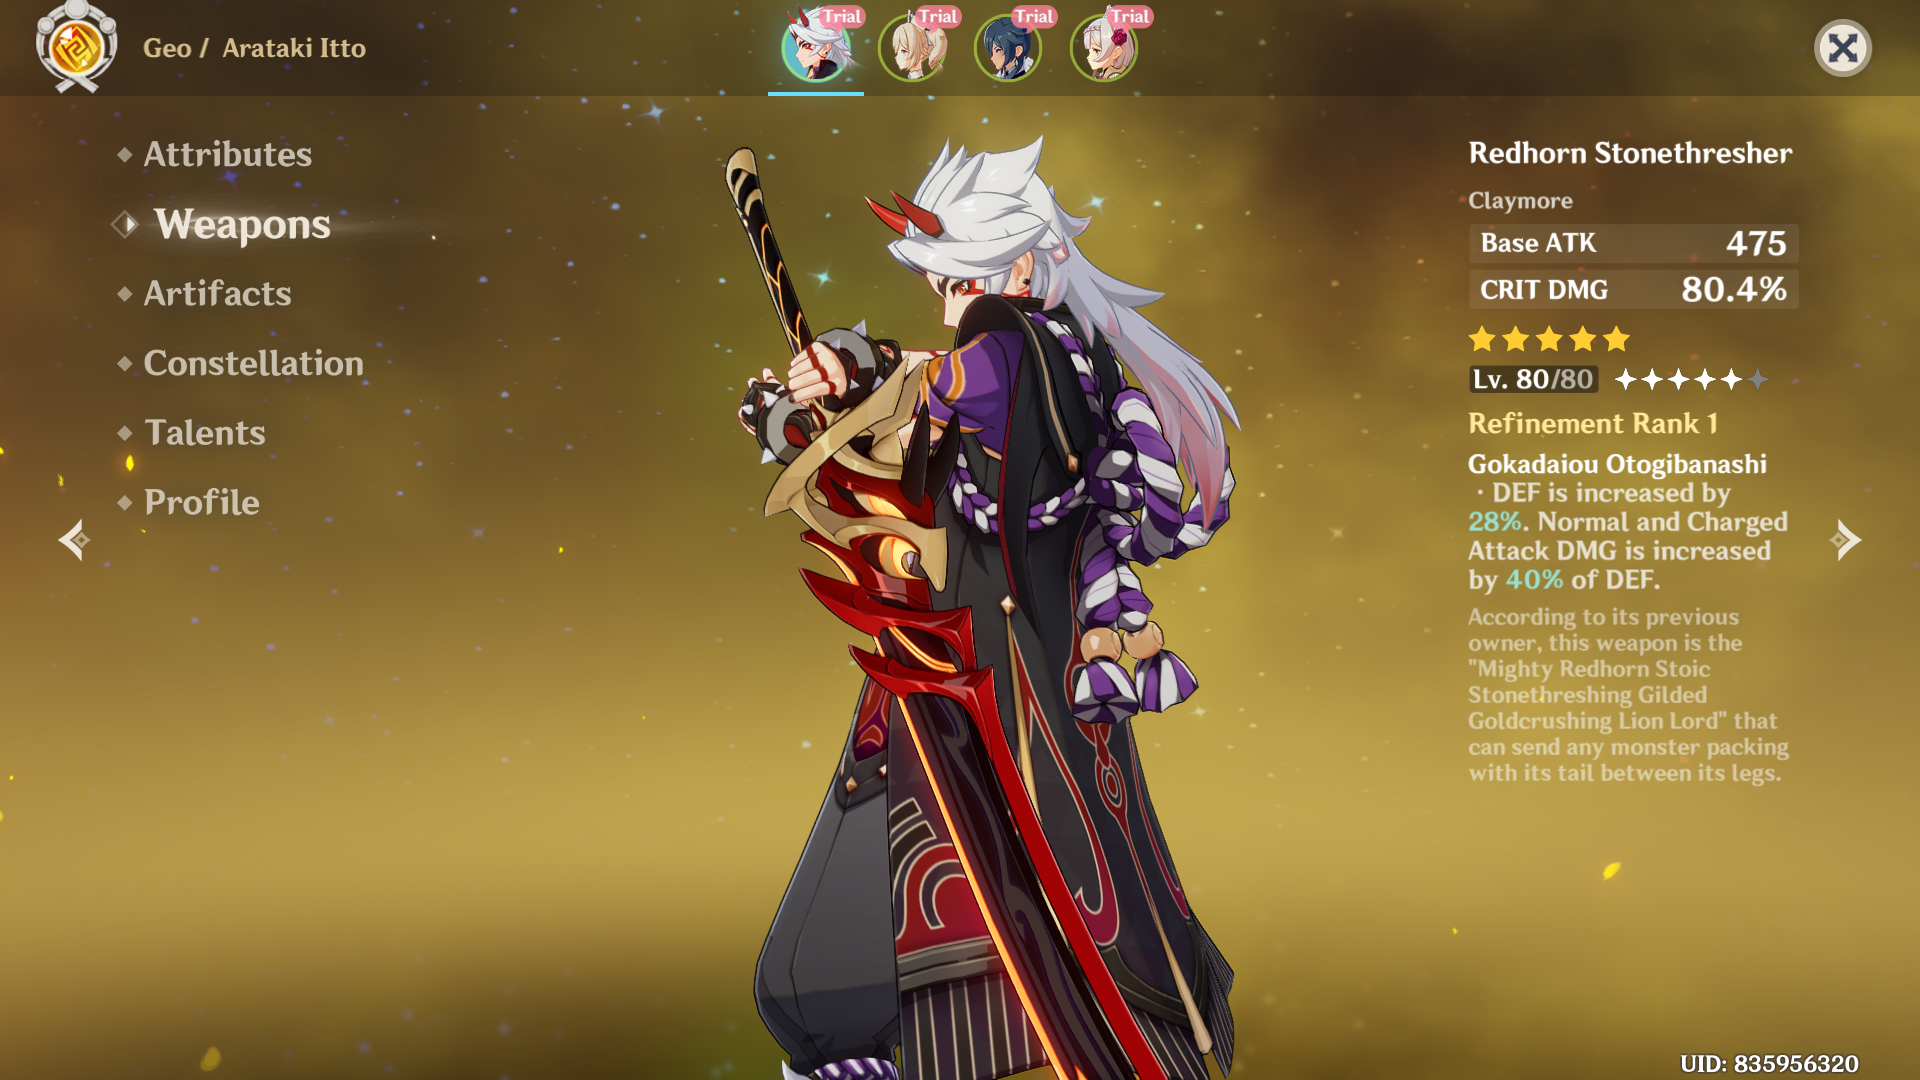 Geo / Arataki Itto
Trial
Trial
Trial
Trial
Attributes
Weapons
Artifacts
Constellation
Talents
Profile
Redhorn Stonethresher
Claymore
Base ATK 475
CRIT DMG 80.4%
Lv. 80/80
Refinement Rank 1
Gokadaiou Otogibanashi
· DEF is increased by
28%. Normal and Charged
Attack DMG is increased
by 40% of DEF.
According to its previous
owner, this weapon is the
"Mighty Redhorn Stoic
Stonethreshing Gilded
Goldcrushing Lion Lord" that
can send any monster packing
with its tail between its legs.
UID: 835956320